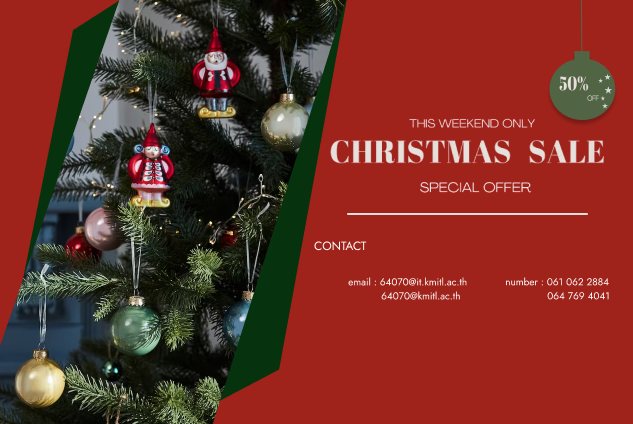 50%
OFF
THIS WEEKEND ONLY
CHRISTMAS SALE
SPECIAL OFFER
CONTACT
email : 64070@it.kmitl.ac.th number : 061 062 2884
64070@kmitl.ac.th 064 769 4041